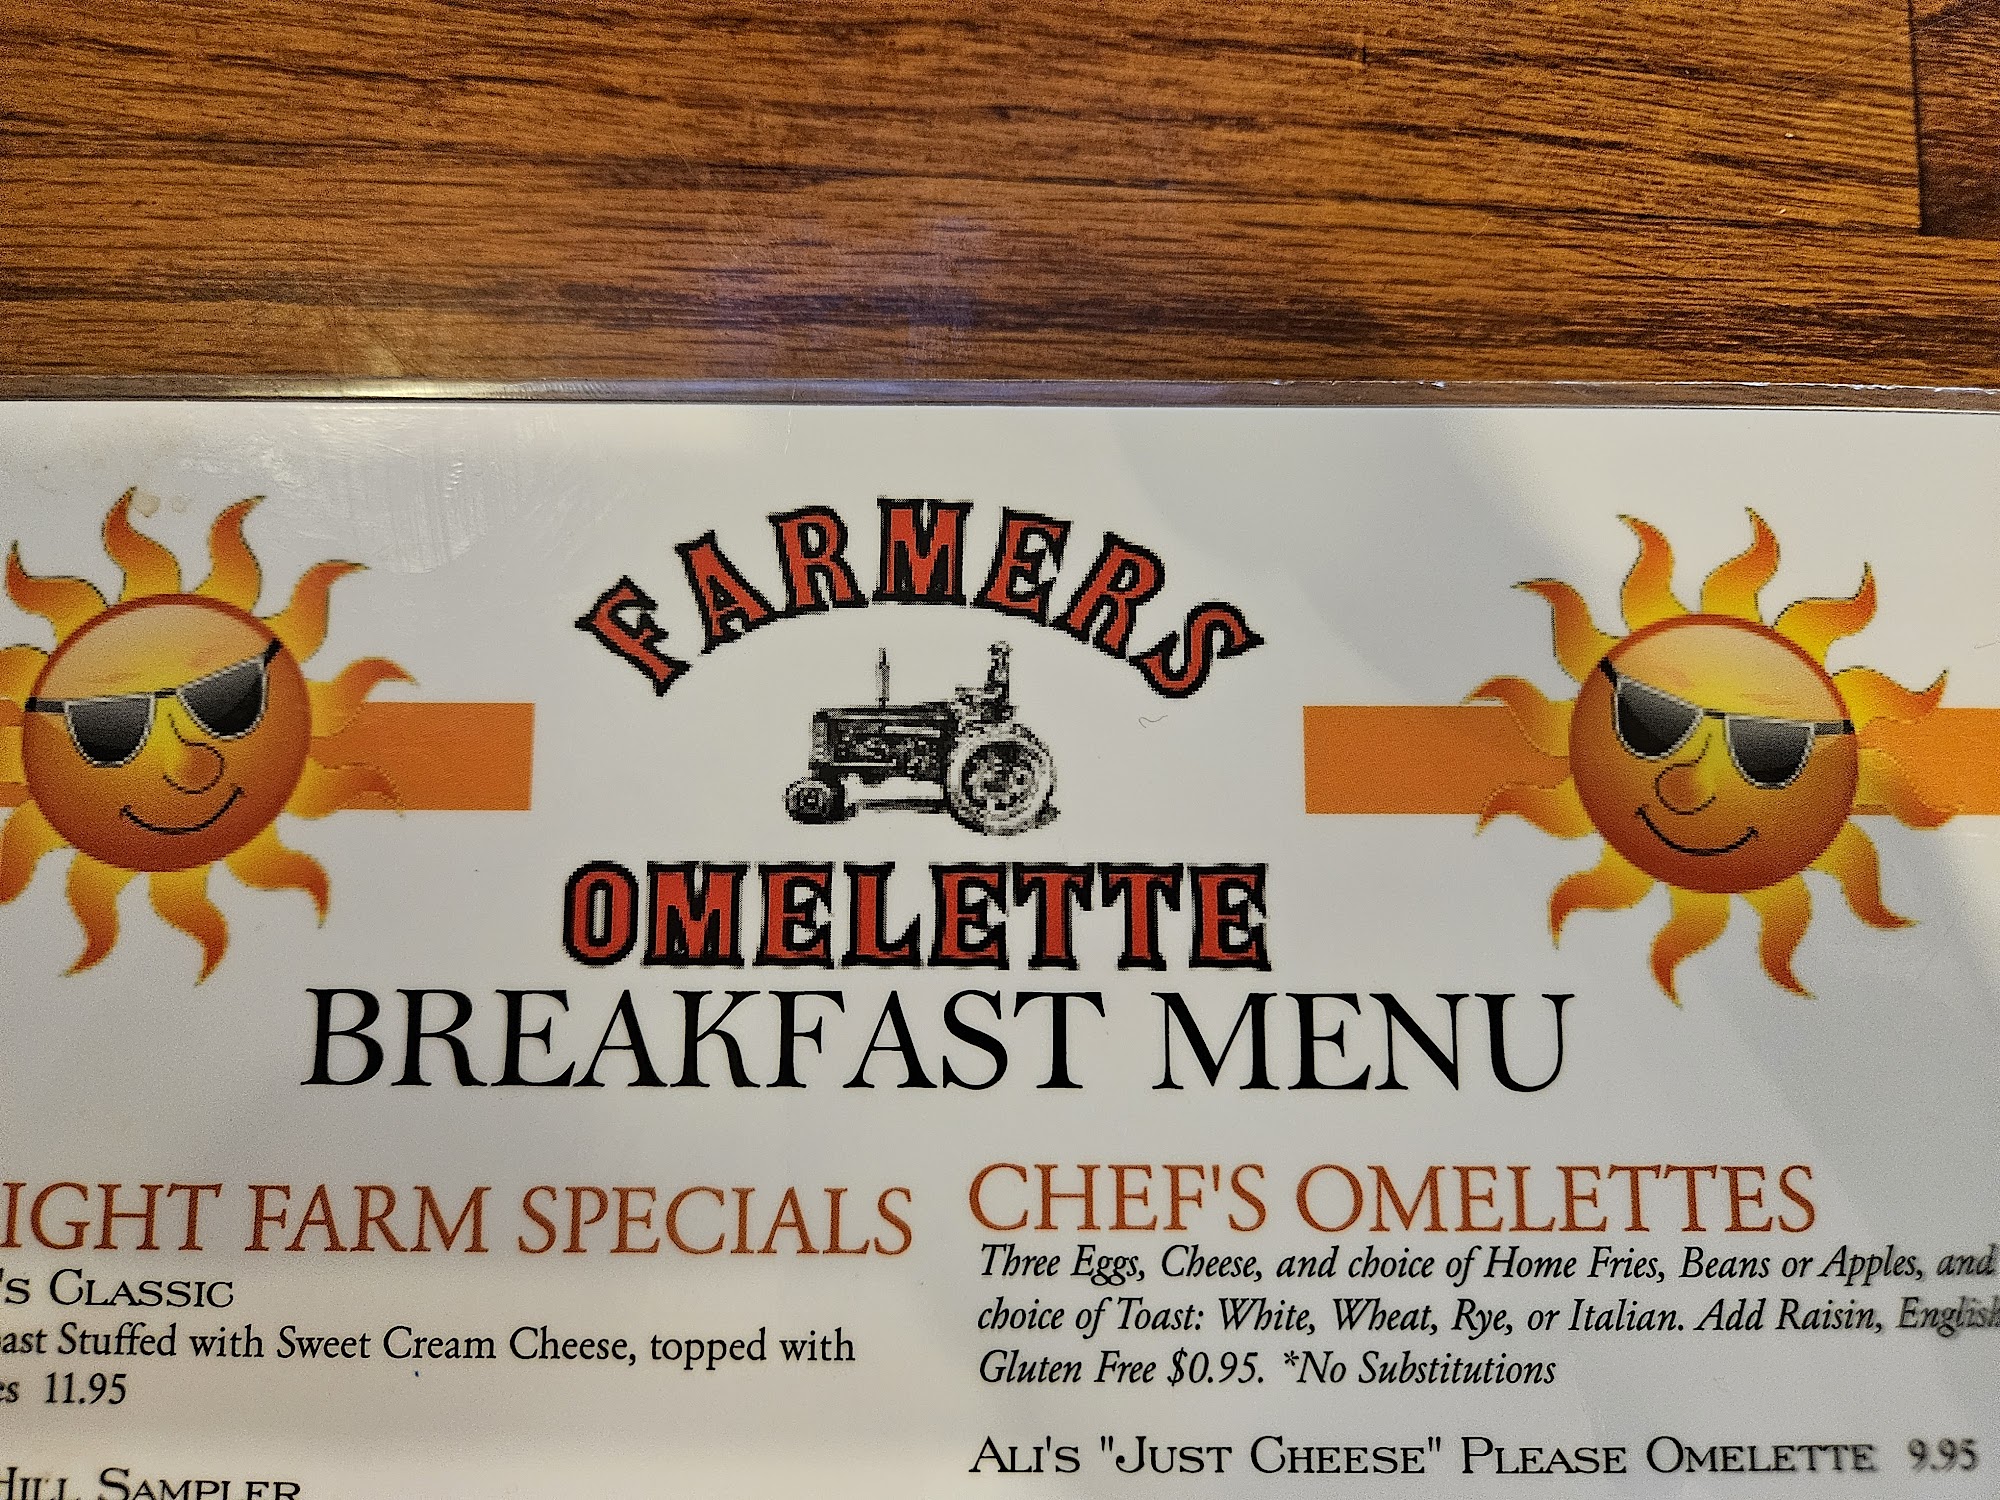 FARMERS
OMELETTE
BREAKFAST MENU
IGHT FARM SPECIALS
'S CLASSIC
ast Stuffed with Sweet Cream Cheese, topped with
es 11.95
HILL SAMPLER
CHEF'S OMELETTES
Three Eggs, Cheese, and choice of Home Fries, Beans or Apples, and
choice of Toast: White, Wheat, Rye, or Italian. Add Raisin, English
Gluten Free $0.95. *No Substitutions
ALI'S "JUST CHEESE" PLEASE OMELETTE 9.95